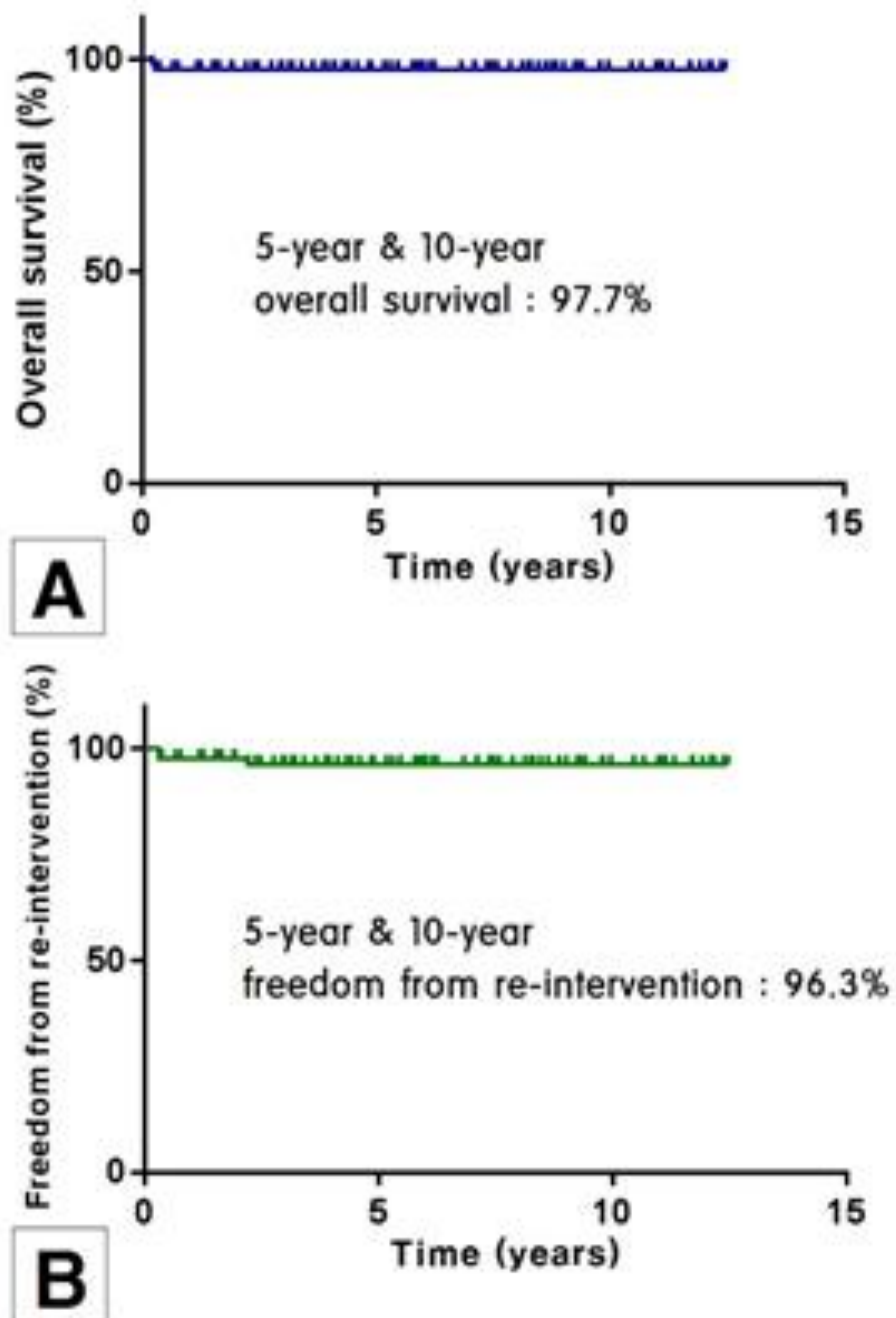 Overall survival (%)
100
50
0
5-year & 10-year
overall survival : 97.7%
0 5 10 15
Time (years)
A
Freedom from re-intervention (%)
100
50
0
5-year & 10-year
freedom from re-intervention : 96.3%
0 5 10 15
Time (years)
B